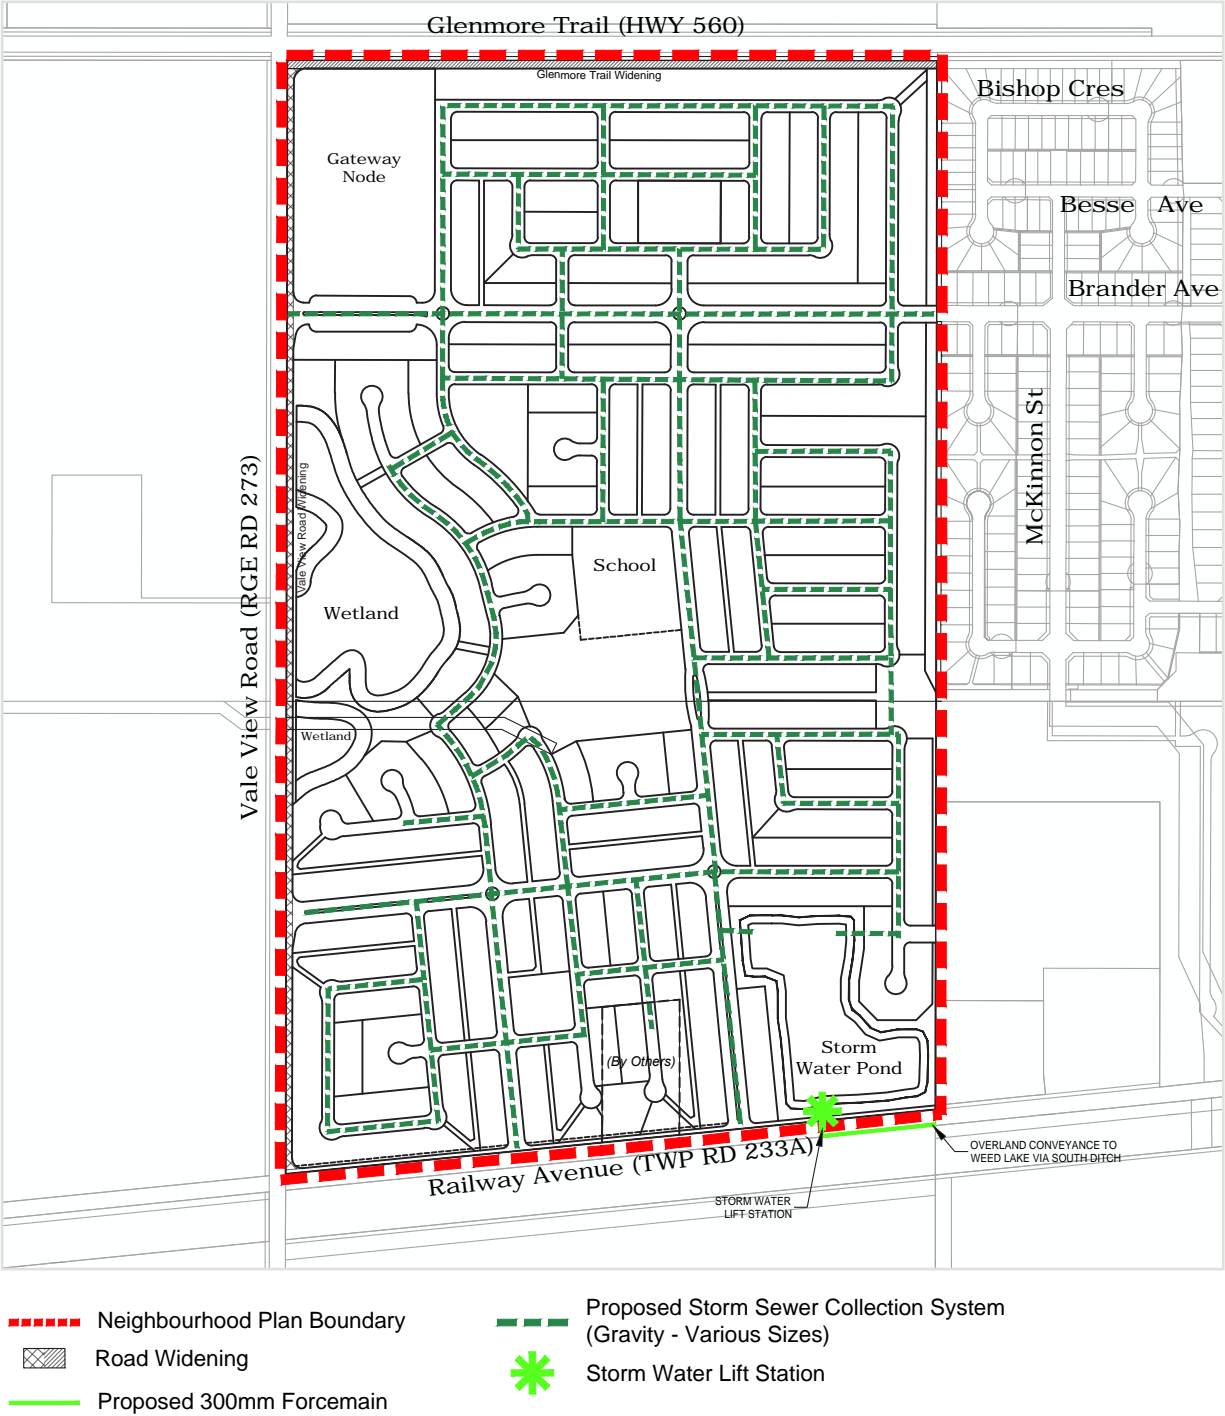 Glenmore Trail (HWY 560)
Glenmore Trail Widening
Bishop Cres
Gateway
Node
Besse Ave
Brander Ave
McKinnon St
Vale View Road (RGE RD 273)
Vale View Road Widening
School
Wetland
Wetland
Storm
Water Pond
(By Others)
Railway Avenue (TWP RD 233A)
OVERLAND CONVEYANCE TO
WEED LAKE VIA SOUTH DITCH
STORM WATER
LIFT STATION
Neighbourhood Plan Boundary
Road Widening
Proposed 300mm Forcemain
Proposed Storm Sewer Collection System
(Gravity - Various Sizes)
Storm Water Lift Station